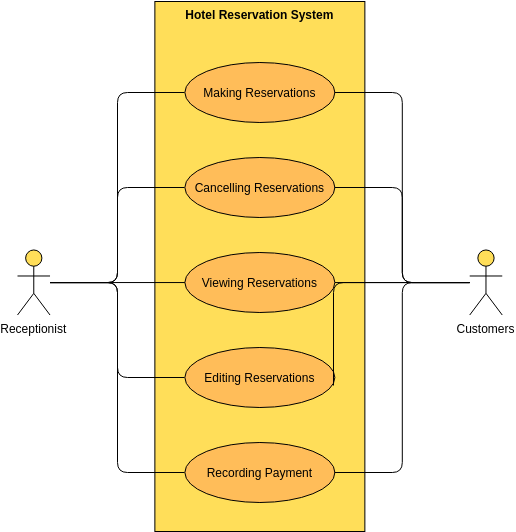 Hotel Reservation System
Making Reservations
Cancelling Reservations
Viewing Reservations
Receptionist
Customers
Editing Reservations
Recording Payment